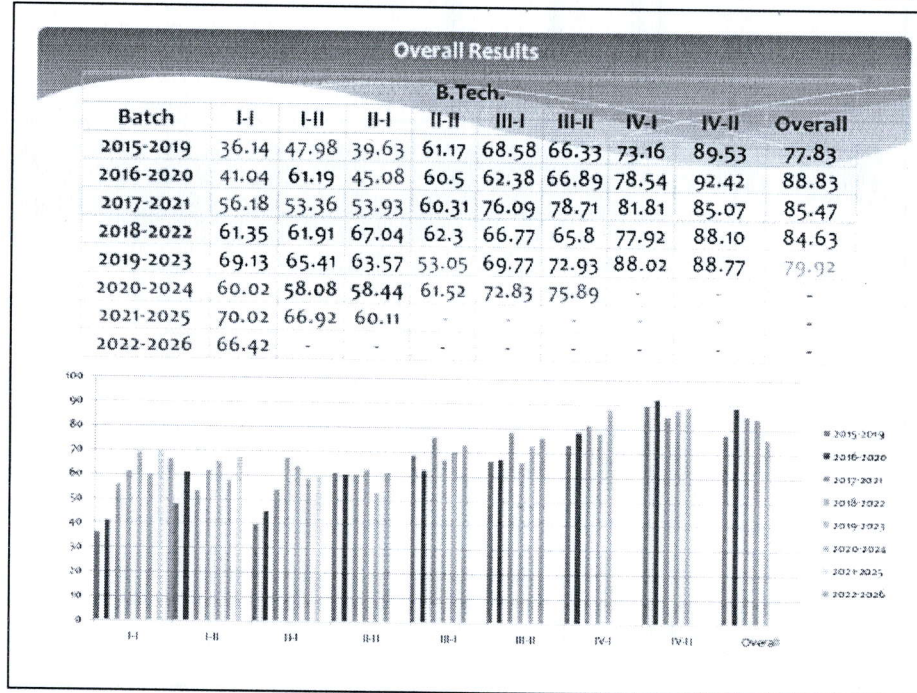 Overall Results
B.Tech.
Batch I-I I-II II-I II-II III-I III-II IV-I IV-II Overall
2015-2019 36.14 47.98 39.63 61.17 68.58 66.33 73.16 89.53 77.83
2016-2020 41.04 61.19 45.08 60.5 62.38 66.89 78.54 92.42 88.83
2017-2021 56.18 53.36 53.93 60.31 76.09 78.71 81.81 85.07 85.47
2018-2022 61.35 61.91 67.04 62.3 66.77 65.8 77.92 88.10 84.63
2019-2023 69.13 65.41 63.57 53.05 69.77 72.93 88.02 88.77 79.92
2020-2024 60.02 58.08 58.44 61.52 72.83 75.89 - - -
2021-2025 70.02 66.92 60.11 - - - - - -
2022-2026 66.42 - - - - - - - -
100
90
80
70
60
50
40
30
20
10
0
I-I I-II II-I II-II III-I III-II IV-I IV-II Overall
2015-2019
2016-2020
2017-2021
2018-2022
2019-2023
2020-2024
2021-2025
2022-2026